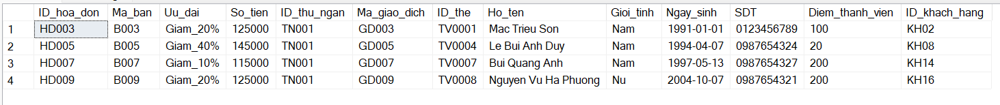 ID_hoa_don Ma_ban Uu_dai So_tien ID_thu_ngan Ma_giao_dich ID_the Ho_ten Gioi_tinh Ngay_sinh SDT Diem_thanh_vien ID_khach_hang
1 HD003 B003 Giam_20% 125000 TN001 GD003 TV0001 Mac Trieu Son Nam 1991-01-01 0123456789 100 KH02
2 HD005 B005 Giam_40% 145000 TN001 GD005 TV0004 Le Bui Anh Duy Nam 1994-04-07 0987654324 20 KH08
3 HD007 B007 Giam_10% 115000 TN001 GD007 TV0007 Bui Quang Anh Nam 1997-05-13 0987654327 200 KH14
4 HD009 B009 Giam_20% 125000 TN001 GD009 TV0008 Nguyen Vu Ha Phuong Nu 2004-10-07 0987654321 200 KH16